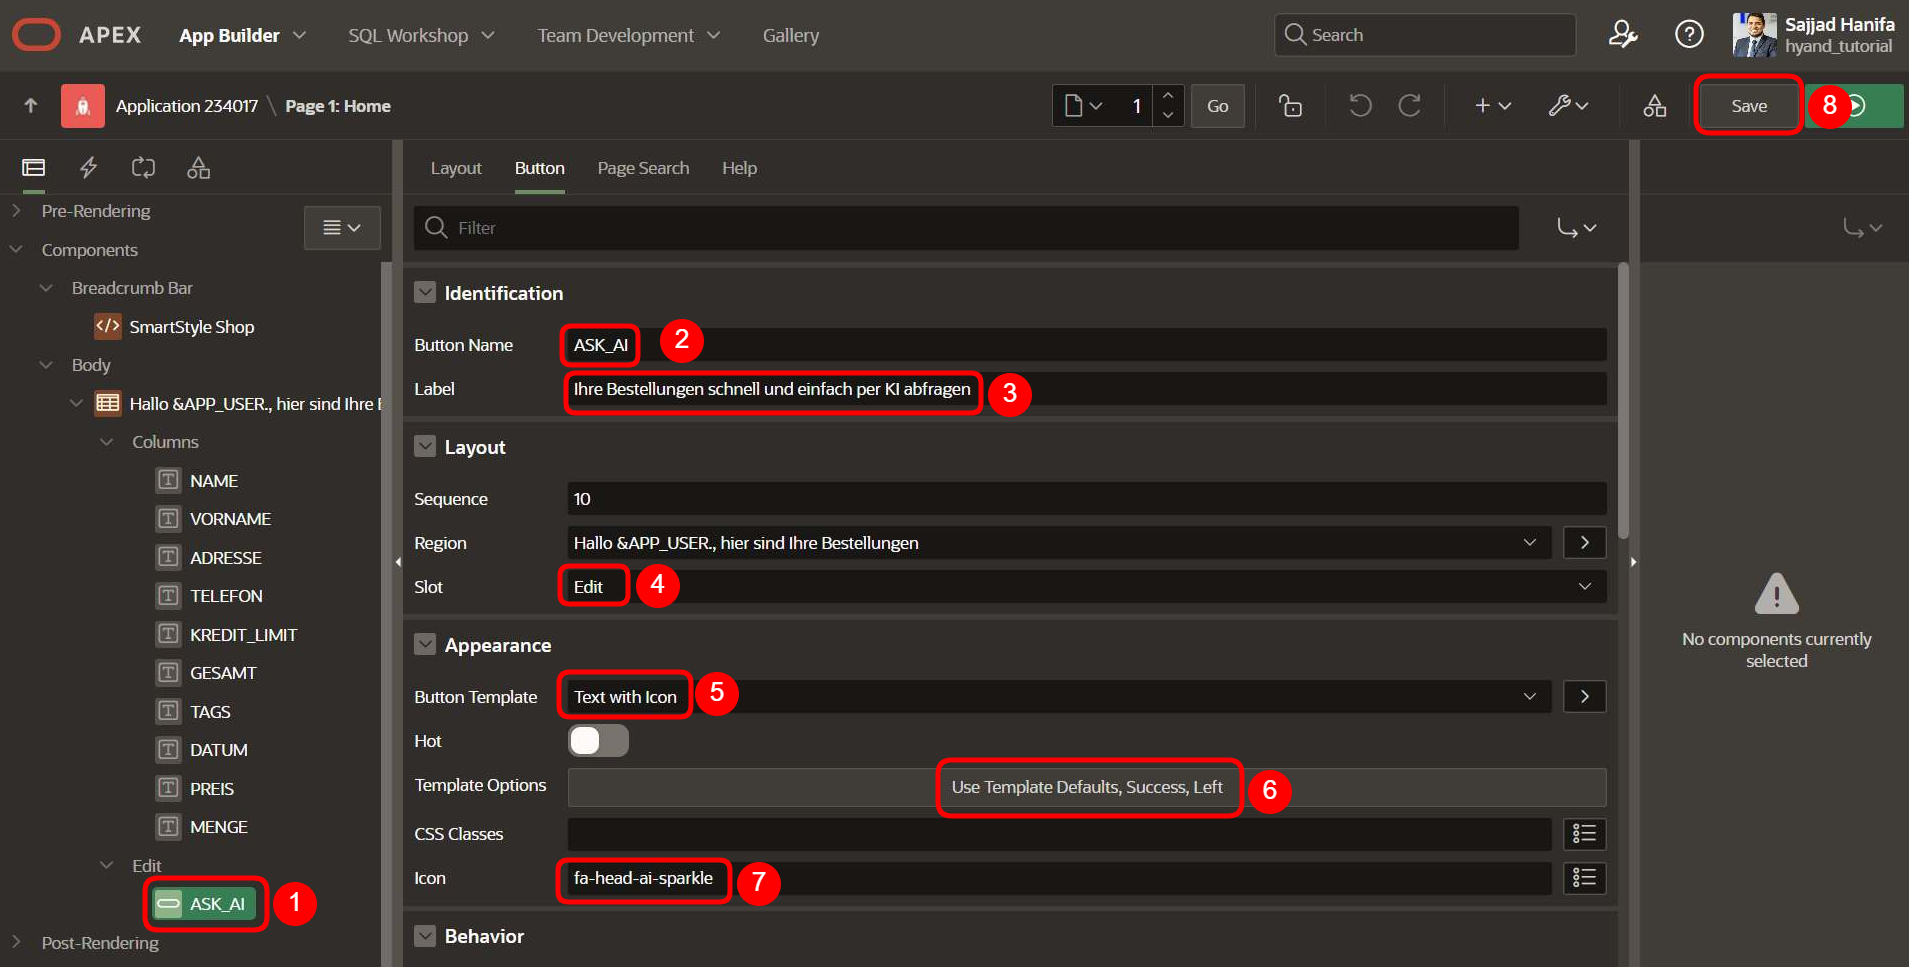 APEX App Builder SQL Workshop Team Development Gallery Search Sajjad Hanifa
hyand_tutorial
Application 234017 \ Page 1: Home 1 Go Save 8
Layout Button Page Search Help
Pre-Rendering
Filter
Components
Breadcrumb Bar
</> SmartStyle Shop
Body
Hallo &APP_USER., hier sind Ihre
Columns
NAME
VORNAME
ADRESSE
TELEFON
KREDIT_LIMIT
GESAMT
TAGS
DATUM
PREIS
MENGE
Edit
ASK_AI 1
Post-Rendering
Identification
Button Name ASK_AI 2
Label Ihre Bestellungen schnell und einfach per KI abfragen 3
Layout
Sequence 10
Region Hallo &APP_USER., hier sind Ihre Bestellungen
Slot Edit 4
Appearance
Button Template Text with Icon 5
Hot
Template Options Use Template Defaults, Success, Left 6
CSS Classes
Icon fa-head-ai-sparkle 7
Behavior
No components currently
selected